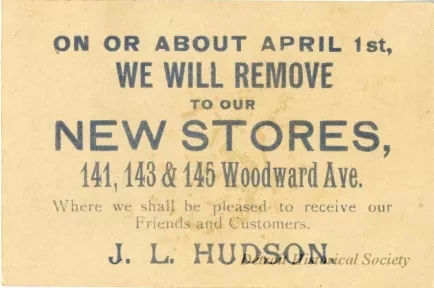 ON OR ABOUT APRIL 1st,
WE WILL REMOVE
TO OUR
NEW STORES,
141, 143 & 145 Woodward Ave.
Where we shall be pleased to receive our
Friends and Customers.
J. L. HUDSON.
Detroit Historical Society